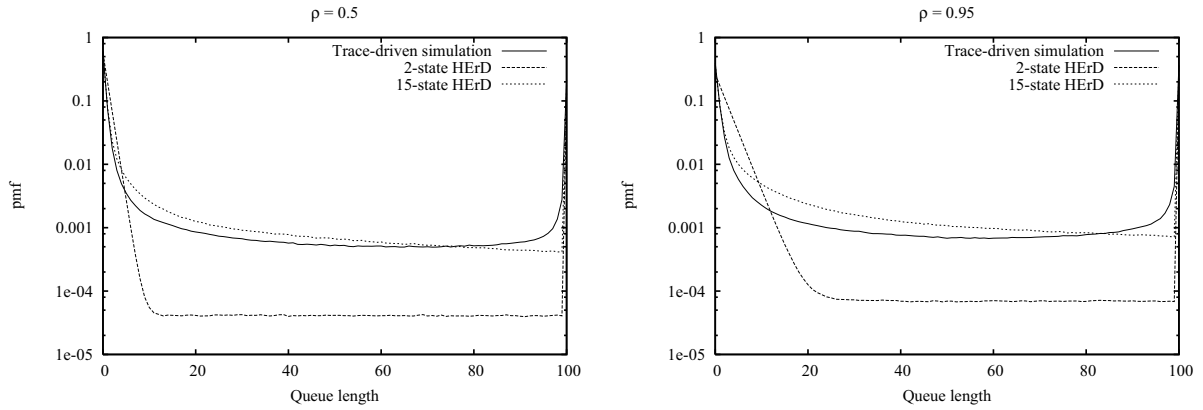 ρ = 0.5
1
0.1
0.01
0.001
1e-04
1e-05
pmf
Trace-driven simulation
2-state HErD
15-state HErD
0 20 40 60 80 100
Queue length
ρ = 0.95
1
0.1
0.01
0.001
1e-04
1e-05
pmf
Trace-driven simulation
2-state HErD
15-state HErD
0 20 40 60 80 100
Queue length